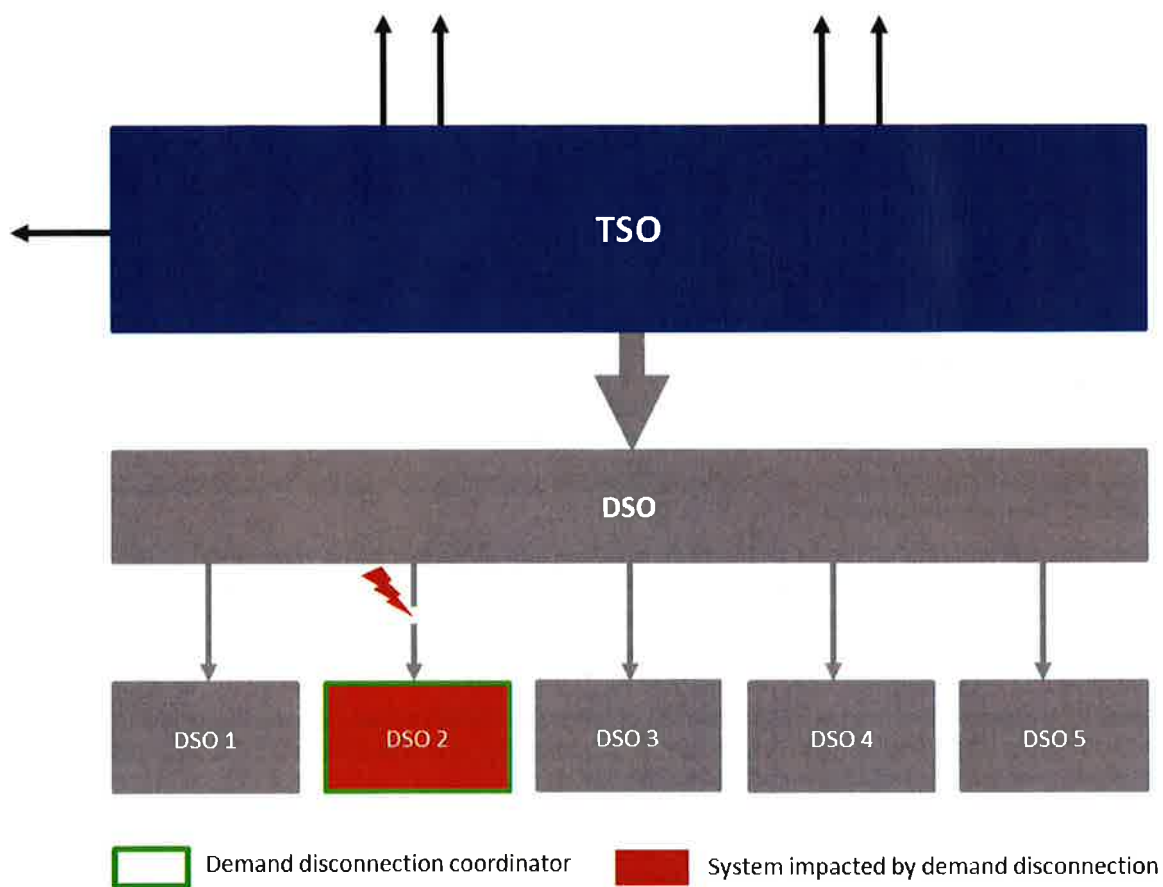 TSO
DSO
DSO 1
DSO 2
DSO 3
DSO 4
DSO 5
Demand disconnection coordinator
System impacted by demand disconnection